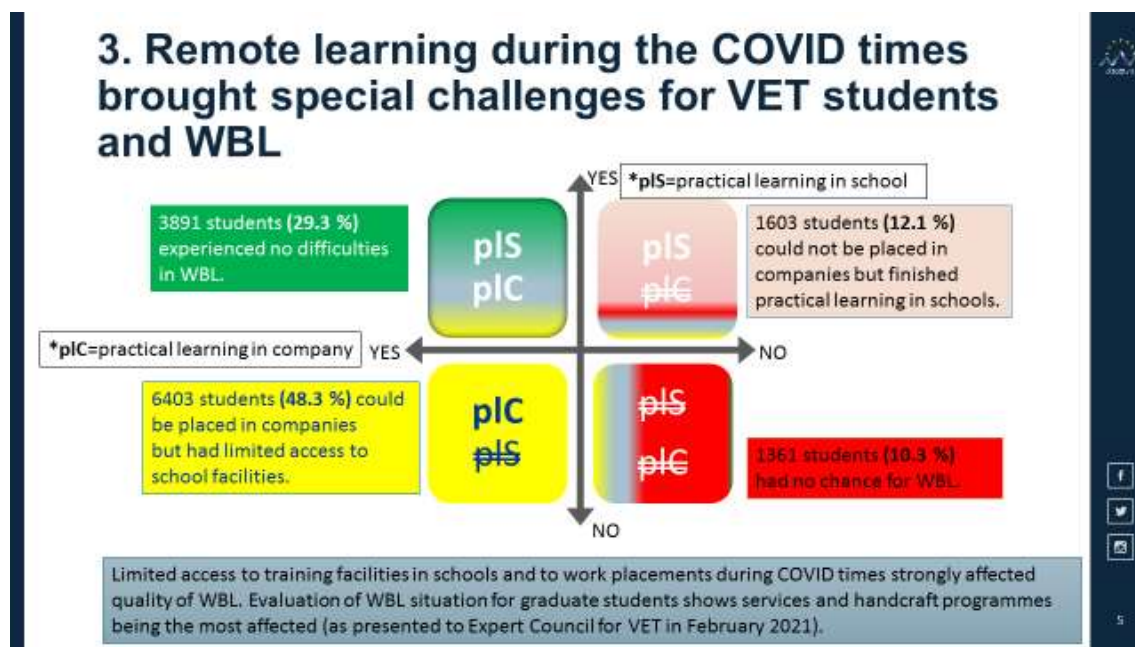 3. Remote learning during the COVID times
brought special challenges for VET students
and WBL
YES
*plS=practical learning in school
3891 students (29.3 %)
experienced no difficulties
in WBL.
plS
plC
plS
plC
1603 students (12.1 %)
could not be placed in
companies but finished
practical learning in schools.
*plC=practical learning in company
YES
NO
6403 students (48.3 %) could
be placed in companies
but had limited access to
school facilities.
plC
plS
plS
plC
1361 students (10.3 %)
had no chance for WBL.
NO
Limited access to training facilities in schools and to work placements during COVID times strongly affected
quality of WBL. Evaluation of WBL situation for graduate students shows services and handcraft programmes
being the most affected (as presented to Expert Council for VET in February 2021).
5